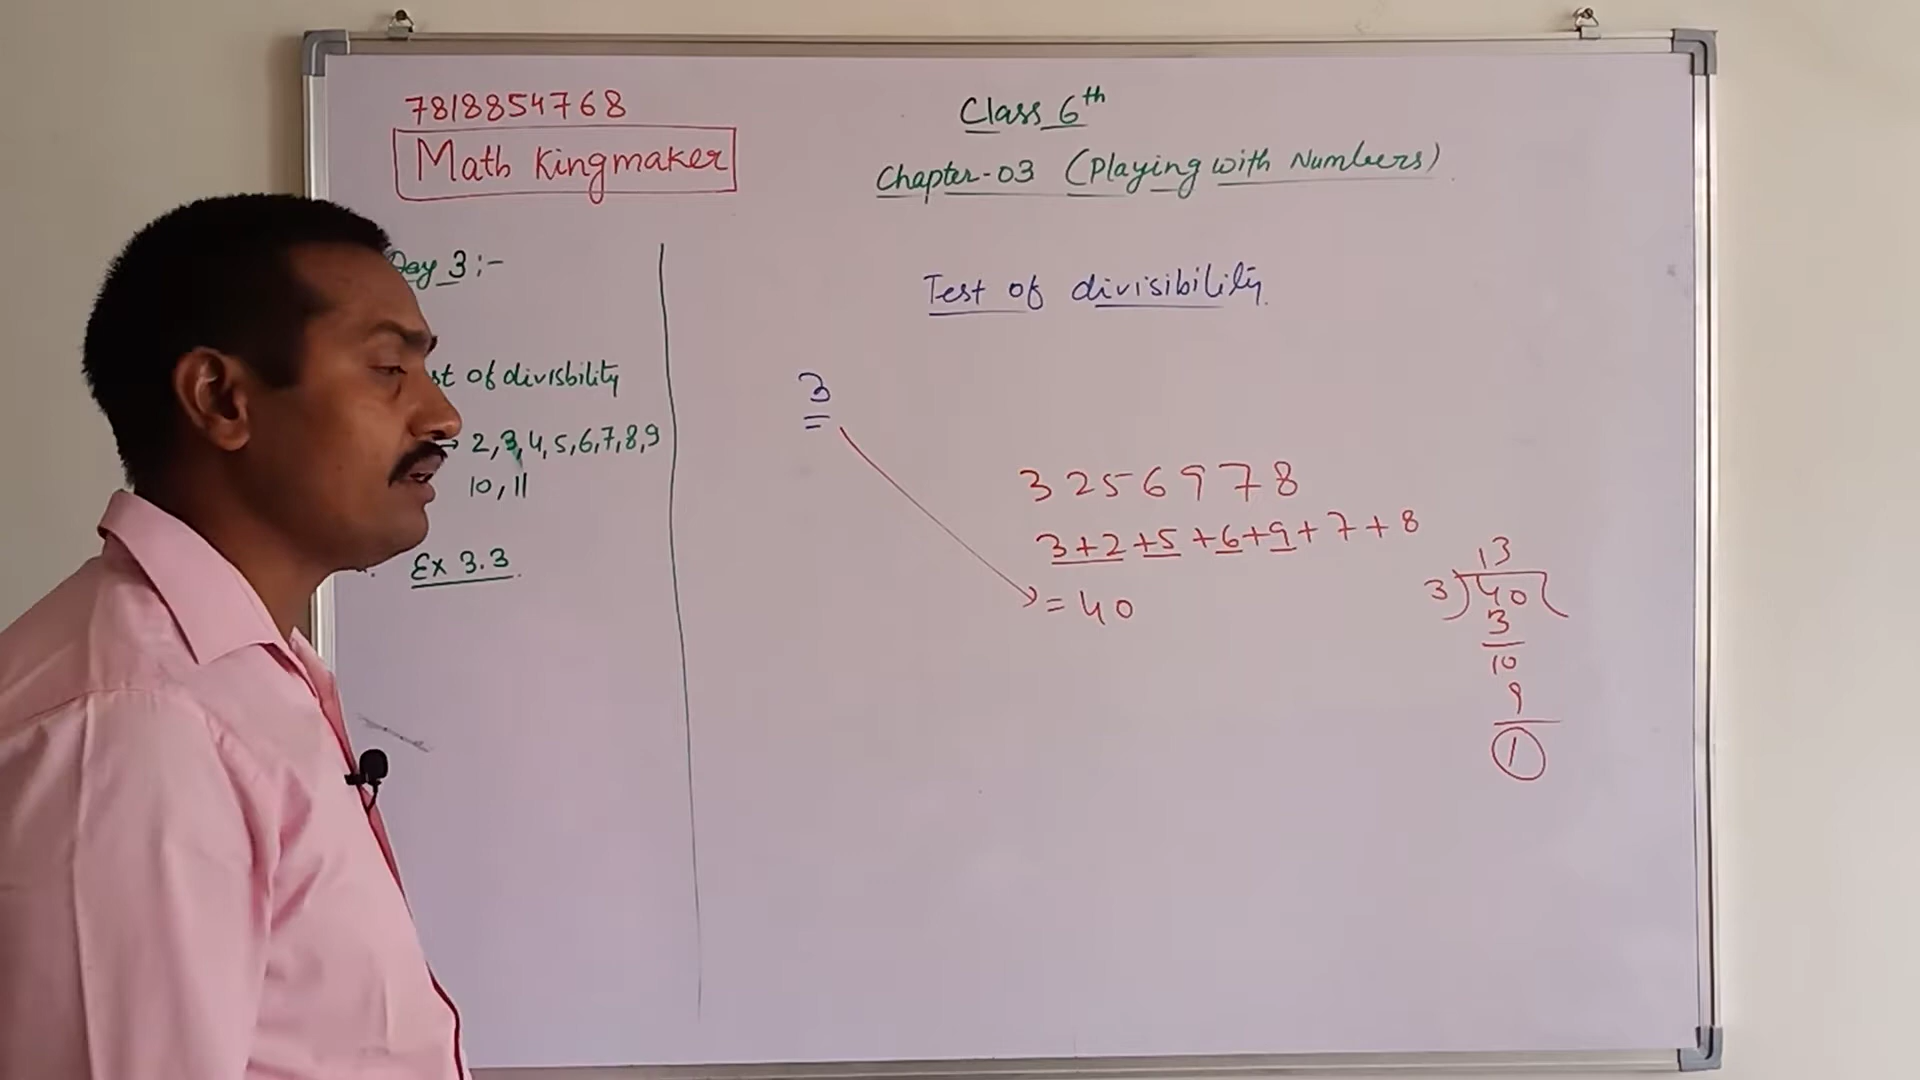 7818854768
Math Kingmaker
Class 6th
Chapter-03 (Playing with Numbers)
Day 3:-
of divisbility
2,3,4,5,6,7,8,9
10,11
Ex 3.3
Test of divisibility
3
3256978
3+2+5+6+9+7+8
= 40
13
3)40(
3
10
9
1